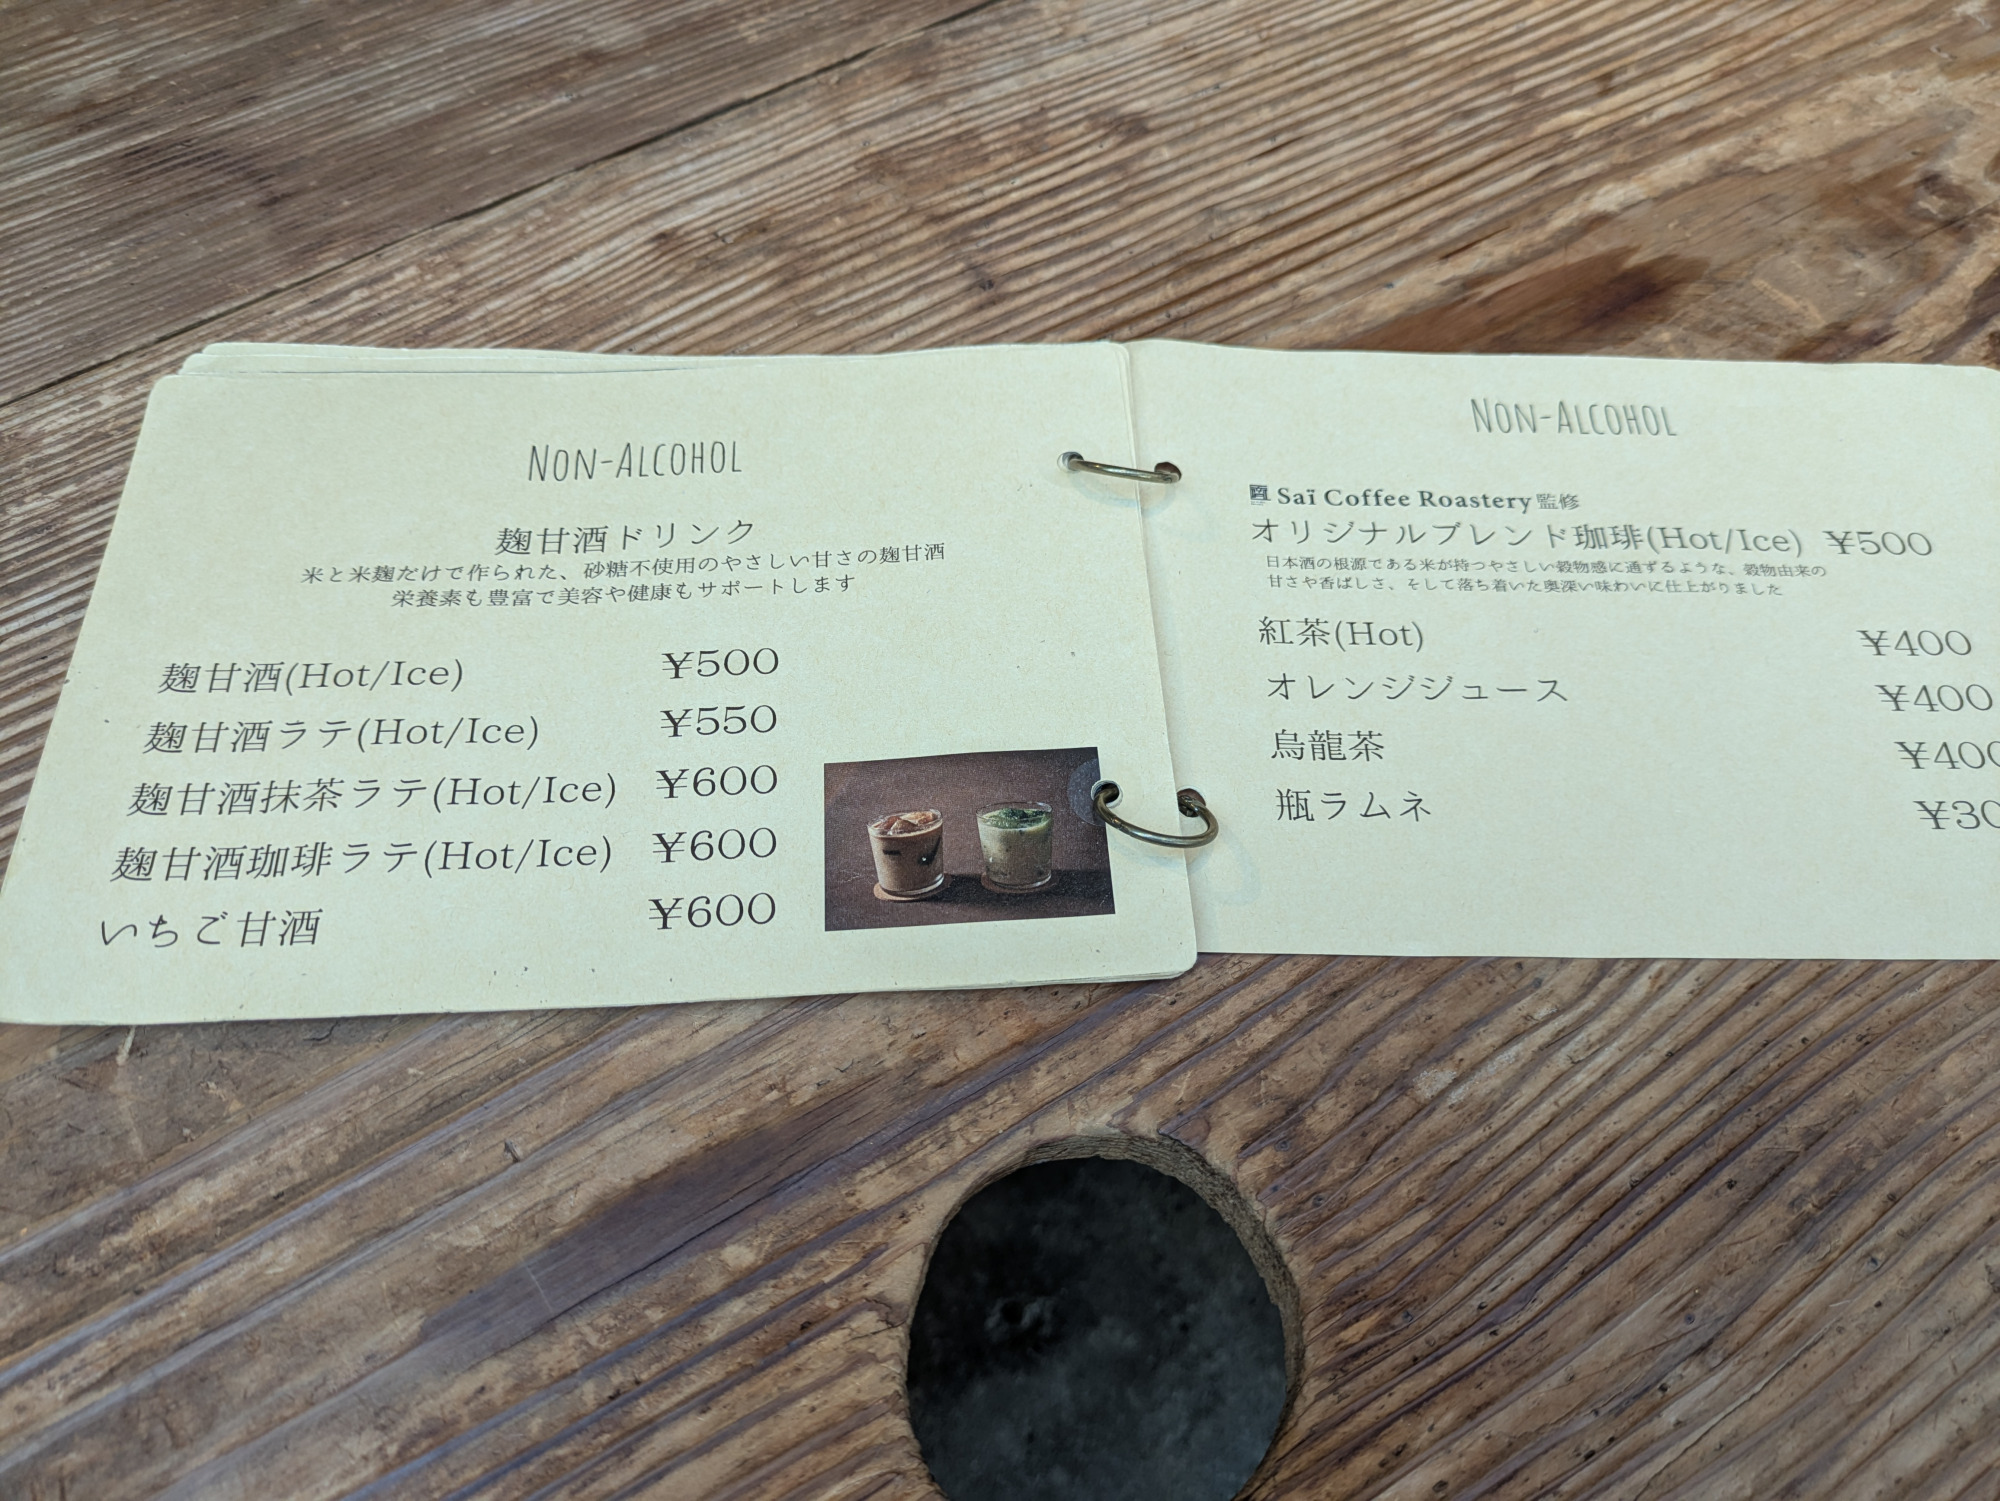 NON-ALCOHOL
麹甘酒ドリンク
米と米麹だけで作られた、砂糖不使用のやさしい甘さの麹甘酒
栄養素も豊富で美容や健康もサポートします
麹甘酒(Hot/Ice) ¥500
麹甘酒ラテ(Hot/Ice) ¥550
麹甘酒抹茶ラテ(Hot/Ice) ¥600
麹甘酒珈琲ラテ(Hot/Ice) ¥600
いちご甘酒 ¥600
NON-ALCOHOL
Saï Coffee Roastery 監修
オリジナルブレンド珈琲(Hot/Ice) ¥500
日本酒の根源である米が持つやさしい穀物感に通ずるような、穀物由来の
甘さや香ばしさ、そして落ち着いた奥深い味わいに仕上がりました
紅茶(Hot) ¥400
オレンジジュース ¥400
烏龍茶 ¥400
瓶ラムネ ¥30